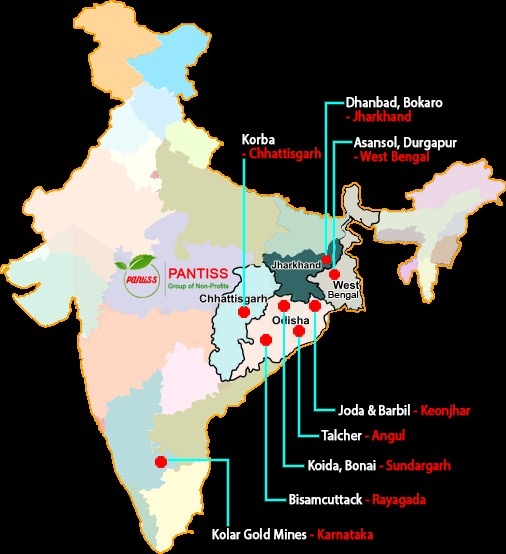 Dhanbad, Bokaro
- Jharkhand
Korba
- Chhattisgarh
Asansol, Durgapur
- West Bengal
Jharkhand
pantiss
PANTISS
Group of Non-Profits
West
Bengal
Chhattisgarh
Odisha
Joda & Barbil - Keonjhar
Talcher - Angul
Koida, Bonai - Sundargarh
Bisamcuttack - Rayagada
Kolar Gold Mines - Karnataka